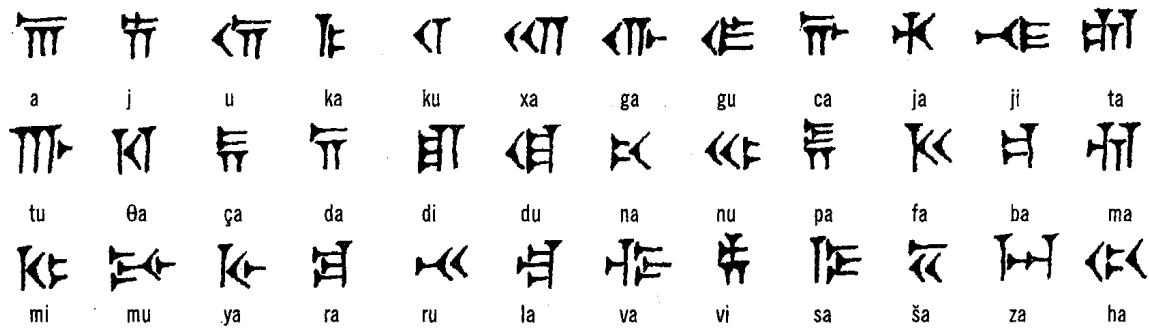 𐎠 𐎡 𐎢 𐎣 𐎤 𐎧 𐎥 𐎦 𐎨 𐎩 𐎪 𐎫
a j u ka ku xa ga gu ca ja ji ta
𐎬 𐎰 𐏂 𐎭 𐎮 𐎯 𐎴 𐎵 𐎱 𐎳 𐎲 𐎶
tu θa ça da di du na nu pa fa ba ma
𐎷 𐎸 𐎹 𐎼 𐎽 𐎾 𐎺 𐎻 𐎿 𐏁 𐏀 𐏃
mi mu ya ra ru la va vi sa ša za ha